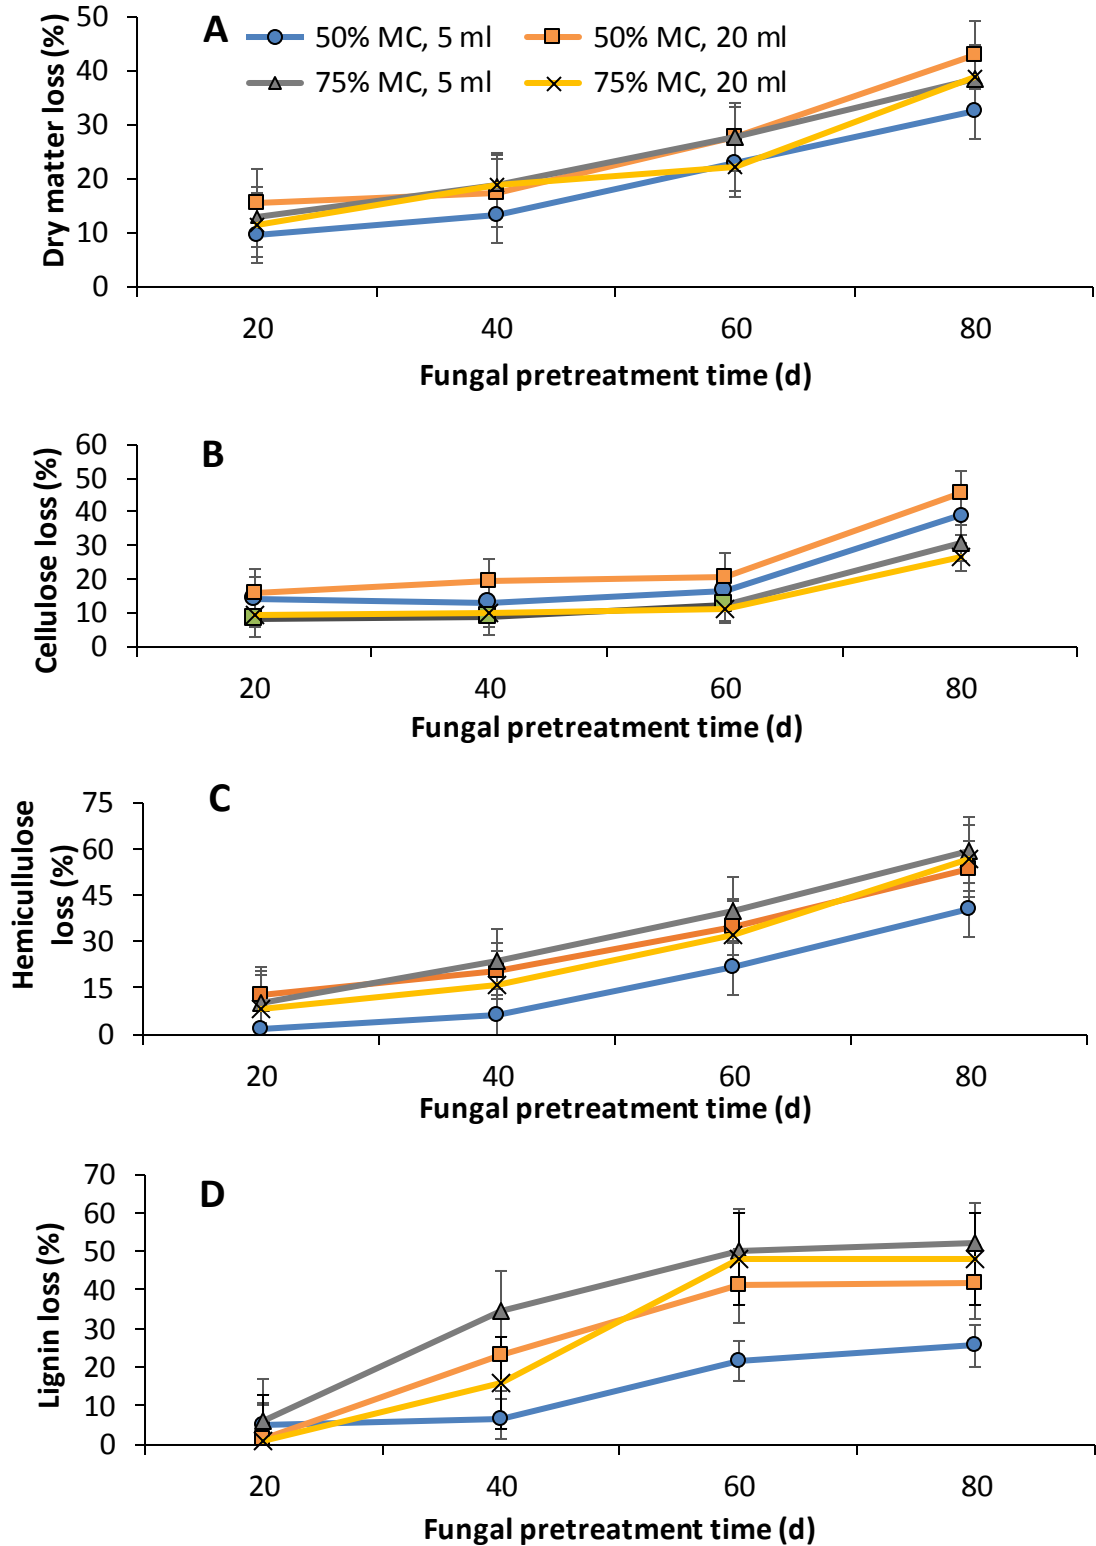 A
50% MC, 5 ml
50% MC, 20 ml
75% MC, 5 ml
75% MC, 20 ml
Dry matter loss (%)
50
40
30
20
10
0
20 40 60 80
Fungal pretreatment time (d)
B
Cellulose loss (%)
60
50
40
30
20
10
0
20 40 60 80
Fungal pretreatment time (d)
C
Hemicullulose
loss (%)
75
60
45
30
15
0
20 40 60 80
Fungal pretreatment time (d)
D
Lignin loss (%)
70
60
50
40
30
20
10
0
20 40 60 80
Fungal pretreatment time (d)